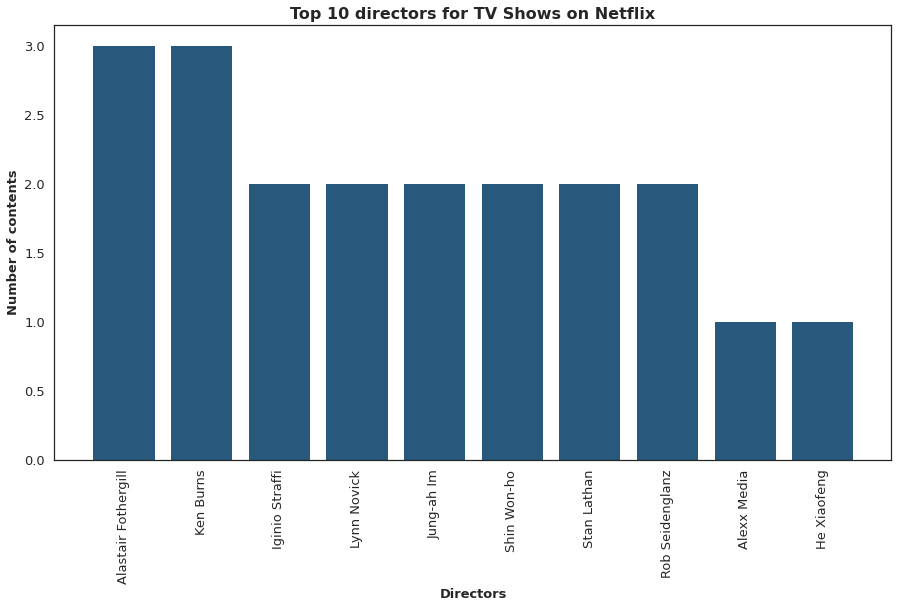 Top 10 directors for TV Shows on Netflix
Number of contents
3.0
2.5
2.0
1.5
1.0
0.5
0.0
Alastair Fothergill
Ken Burns
Iginio Straffi
Lynn Novick
Jung-ah Im
Shin Won-ho
Stan Lathan
Rob Seidenglanz
Alexx Media
He Xiaofeng
Directors